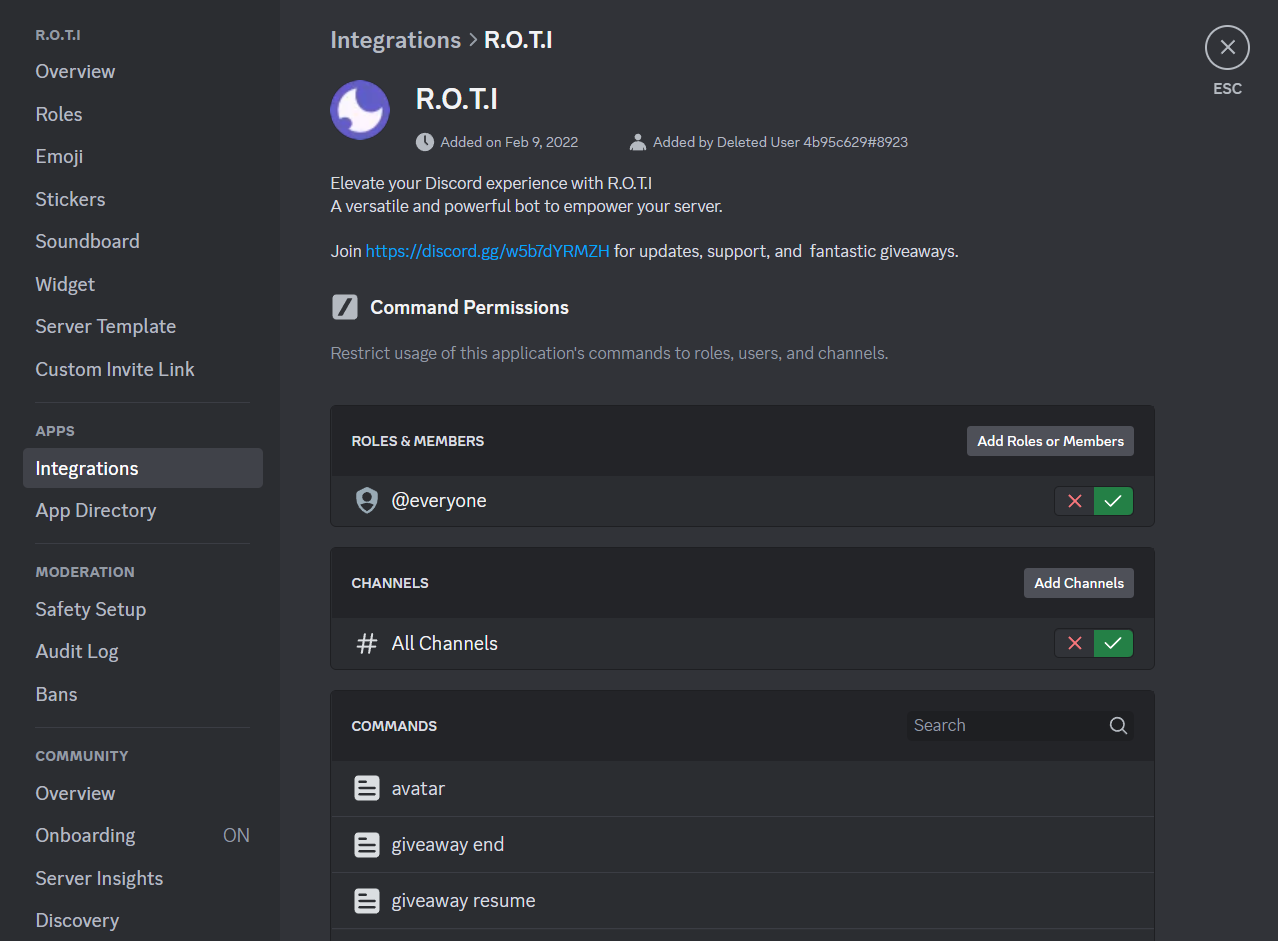 R.O.T.I
Overview
Roles
Emoji
Stickers
Soundboard
Widget
Server Template
Custom Invite Link
APPS
Integrations
App Directory
MODERATION
Safety Setup
Audit Log
Bans
COMMUNITY
Overview
Onboarding ON
Server Insights
Discovery
Integrations > R.O.T.I
ESC
R.O.T.I
Added on Feb 9, 2022 Added by Deleted User 4b95c629#8923
Elevate your Discord experience with R.O.T.I
A versatile and powerful bot to empower your server.
Join https://discord.gg/w5b7dYRMZH for updates, support, and  fantastic giveaways.
Command Permissions
Restrict usage of this application's commands to roles, users, and channels.
ROLES & MEMBERS Add Roles or Members
@everyone
CHANNELS Add Channels
# All Channels
COMMANDS Search
avatar
giveaway end
giveaway resume